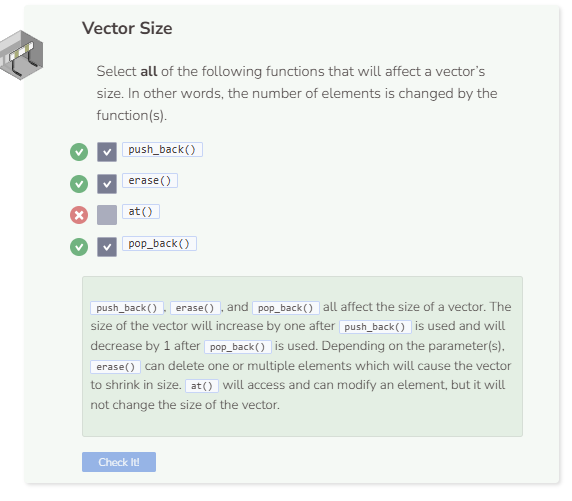 Vector Size
Select all of the following functions that will affect a vector's
size. In other words, the number of elements is changed by the
function(s).
push_back()
erase()
at()
pop_back()
push_back(), erase(), and pop_back() all affect the size of a vector. The
size of the vector will increase by one after push_back() is used and will
decrease by 1 after pop_back() is used. Depending on the parameter(s),
erase() can delete one or multiple elements which will cause the vector
to shrink in size. at() will access and can modify an element, but it will
not change the size of the vector.
Check It!